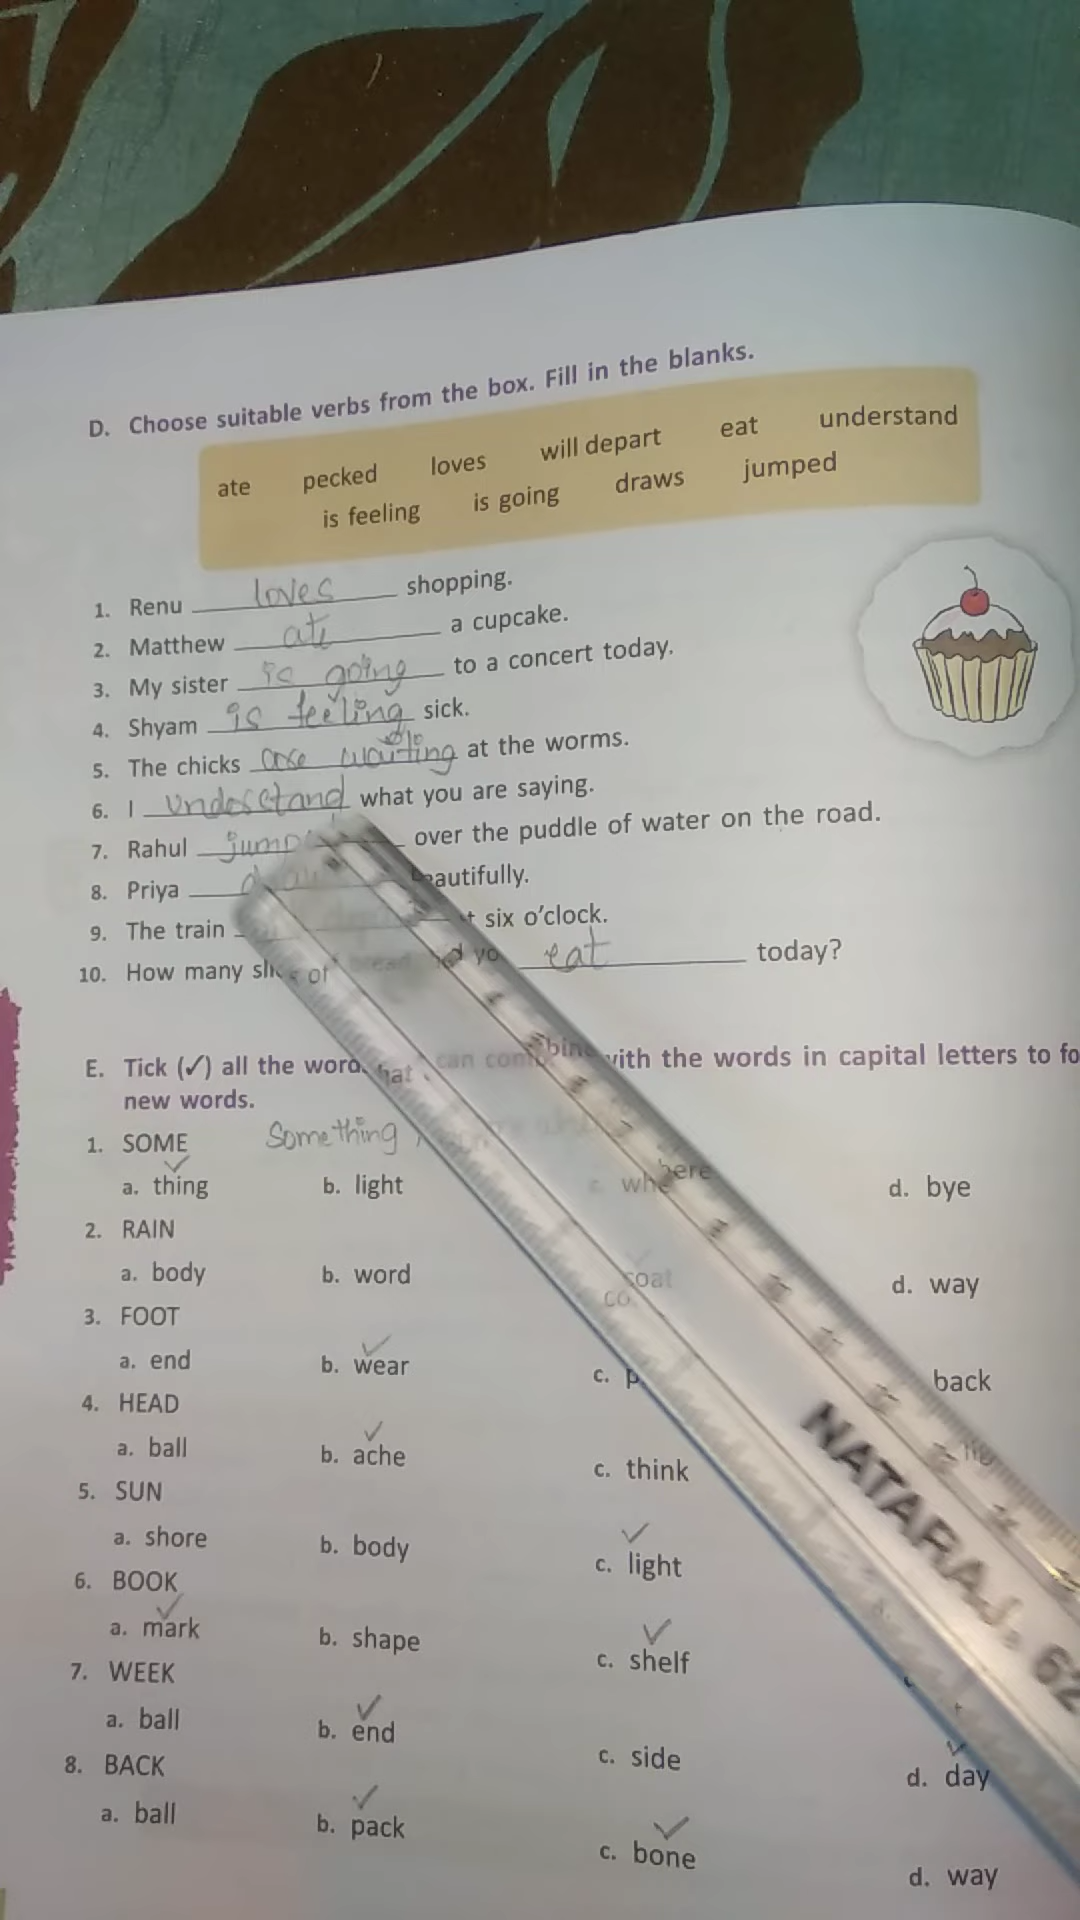 D. Choose suitable verbs from the box. Fill in the blanks.
ate pecked loves will depart eat understand
is feeling is going draws jumped
1. Renu loves shopping.
2. Matthew ate a cupcake.
3. My sister is going to a concert today.
4. Shyam is feeling sick.
5. The chicks waiting at the worms.
6. I understand what you are saying.
7. Rahul over the puddle of water on the road.
8. Priya
9. The train six o'clock.
10. How many of eat today?
E. Tick (✓) all the with the words in capital letters to
new words.
1. SOME Something
a. thing b. light c. where d. bye
2. RAIN
a. body b. word coat d. way
3. FOOT
a. end b. wear c. back
4. HEAD
a. ball b. ache c. think
5. SUN
a. shore b. body c. light
6. BOOK
a. mark b. shape c. shelf
7. WEEK
a. ball b. end c. side d. day
8. BACK
a. ball b. pack c. bone d. way
NATARAJ